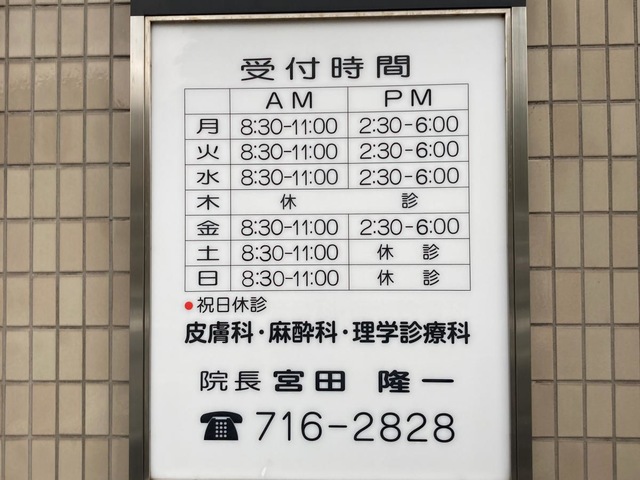 受付時間
AM PM
月 8:30-11:00 2:30-6:00
火 8:30-11:00 2:30-6:00
水 8:30-11:00 2:30-6:00
木 休 診
金 8:30-11:00 2:30-6:00
土 8:30-11:00 休 診
日 8:30-11:00 休 診
●祝日休診
皮膚科・麻酔科・理学診療科
院長 宮田 隆一
☎716-2828